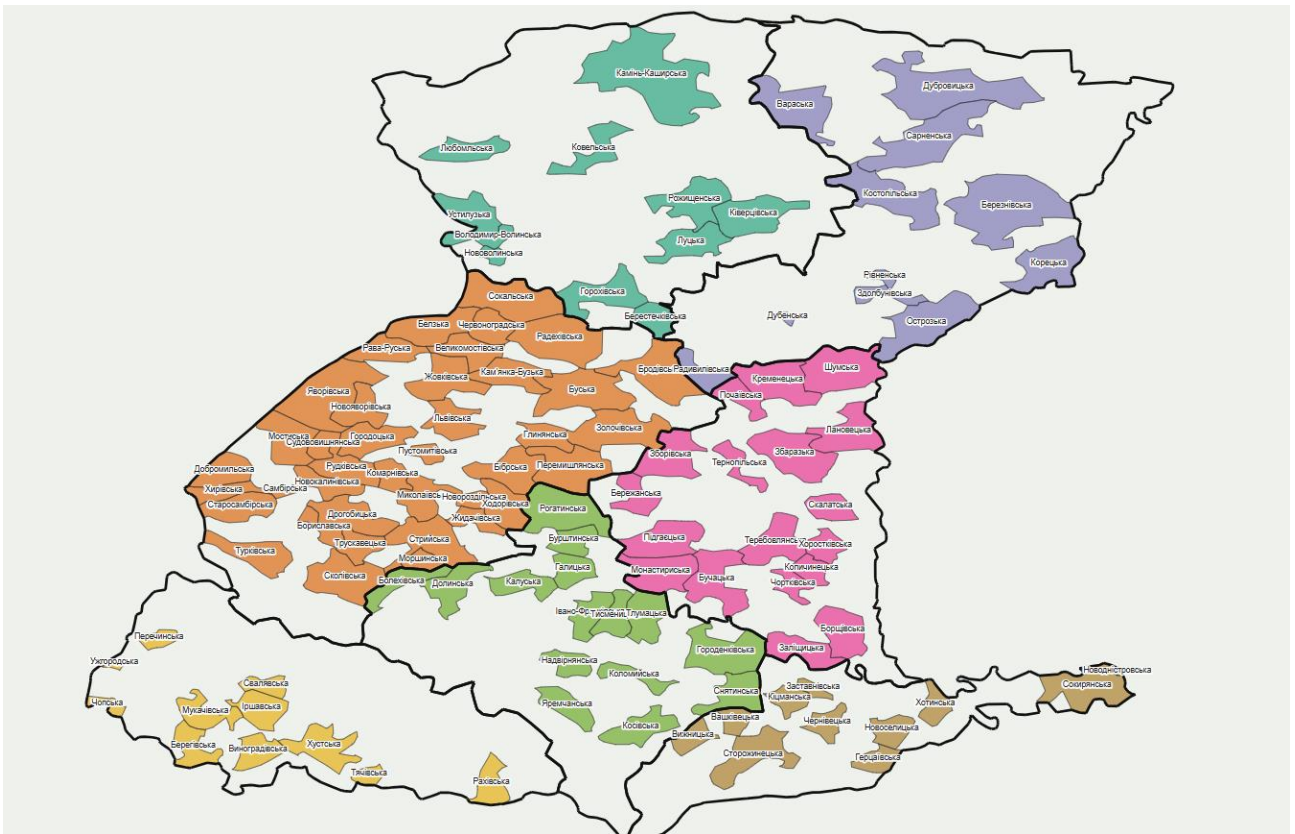 Камінь-Каширська
Любомльська
Ковельська
Рожищенська
Ківерцівська
Устилузька
Володимир-Волинська
Нововолинська
Луцька
Горохівська
Берестечківська
Вараська
Дубровицька
Сарненська
Костопільська
Березнівська
Корецька
Рівненська
Здолбунівська
Дубенська
Острозька
Радивилівська
Сокальська
Белзька
Червоноградська
Радехівська
Рава-Руська
Великомостівська
Жовківська
Кам'янка-Бузька
Бродівсь
Буська
Яворівська
Новояворівська
Львівська
Городоцька
Судововишнянська
Глинянська
Золочівська
Пустомитівська
Добромильська
Рудківська
Комарнівська
Бібрська
Перемишлянська
Хирівська
Самбірська
Новокалинівська
Старосамбірська
Миколаївсь
Новороздільська
Ходорівська
Дрогобицька
Бориславська
Жидачівська
Трускавецька
Стрийська
Турківська
Моршинська
Сколівська
Шумська
Кременецька
Почаївська
Лановецька
Зборівська
Тернопільська
Збаразька
Бережанська
Скалатська
Підгаєцька
Теребовлянськ
Хоростківська
Монастириська
Бучацька
Копичинецька
Чортківська
Борщівська
Заліщицька
Рогатинська
Бурштинська
Галицька
Болехівська
Долинська
Калуська
Тлумацька
Городенківська
Надвірнянська
Коломийська
Снятинська
Яремчанська
Косівська
Перечинська
Ужгородська
Свалявська
Чопська
Мукачівська
Іршавська
Берегівська
Виноградівська
Хустська
Тячівська
Рахівська
Новодністровська
Сокирянська
Заставнівська
Кіцманська
Хотинська
Вашківецька
Чернівецька
Новоселицька
Вижницька
Сторожинецька
Герцаївська